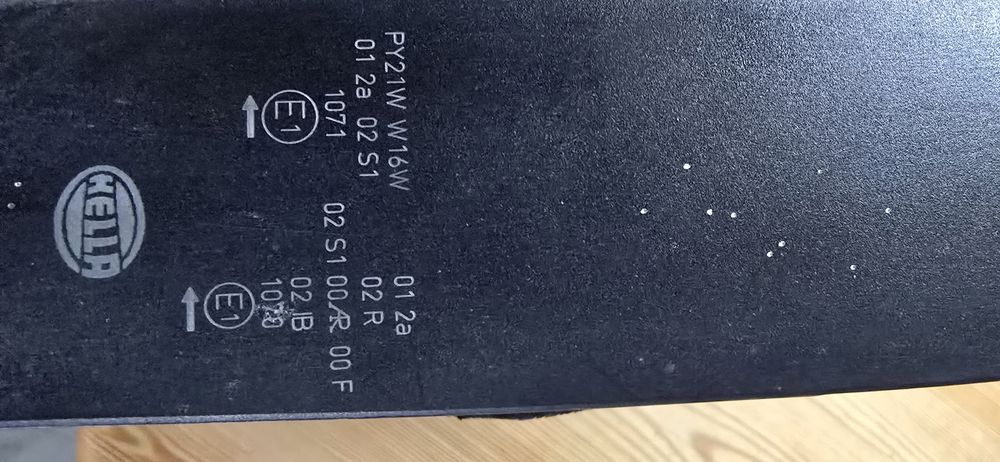 PY21W W16W
01 2a 02 S1
1071
E1
01 2a
02 R
02 S1 00 AR 00 F
02 IB
E1
HELLA